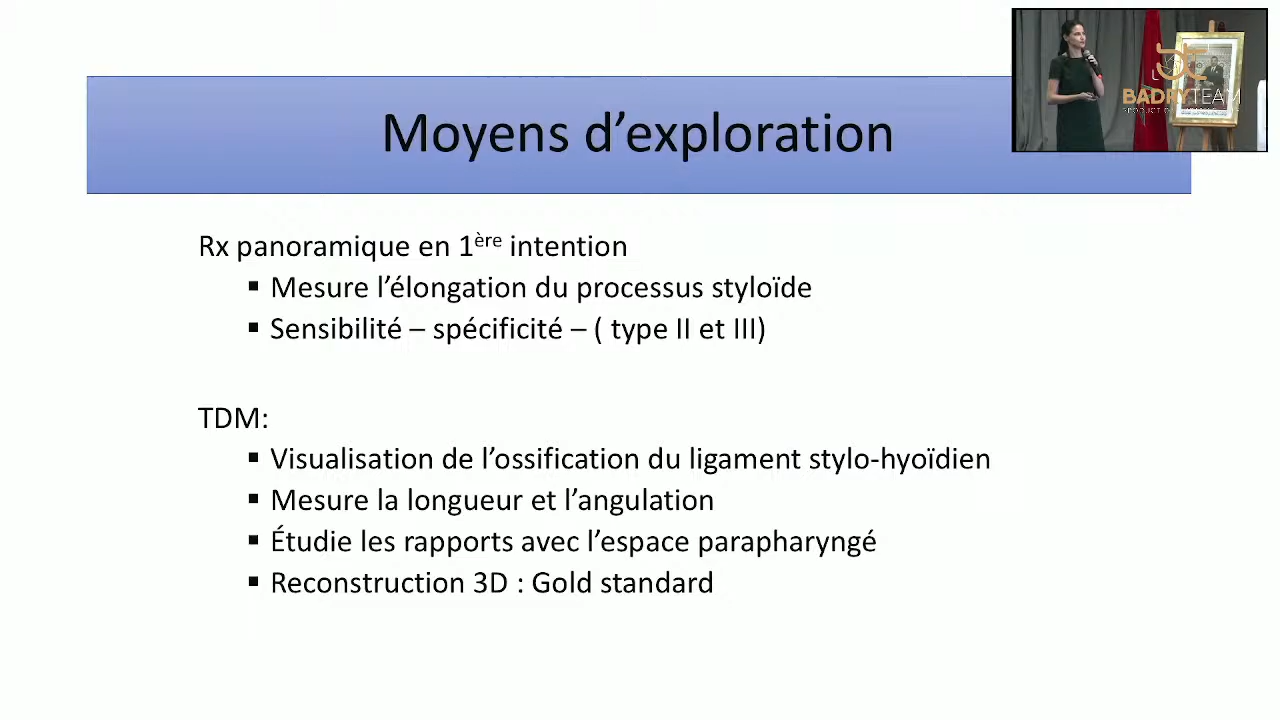 Moyens d’exploration
BADRYTEAM
Rx panoramique en 1ère intention
▪ Mesure l’élongation du processus styloïde
▪ Sensibilité – spécificité – ( type II et III)
TDM:
▪ Visualisation de l’ossification du ligament stylo-hyoïdien
▪ Mesure la longueur et l’angulation
▪ Étudie les rapports avec l’espace parapharyngé
▪ Reconstruction 3D : Gold standard